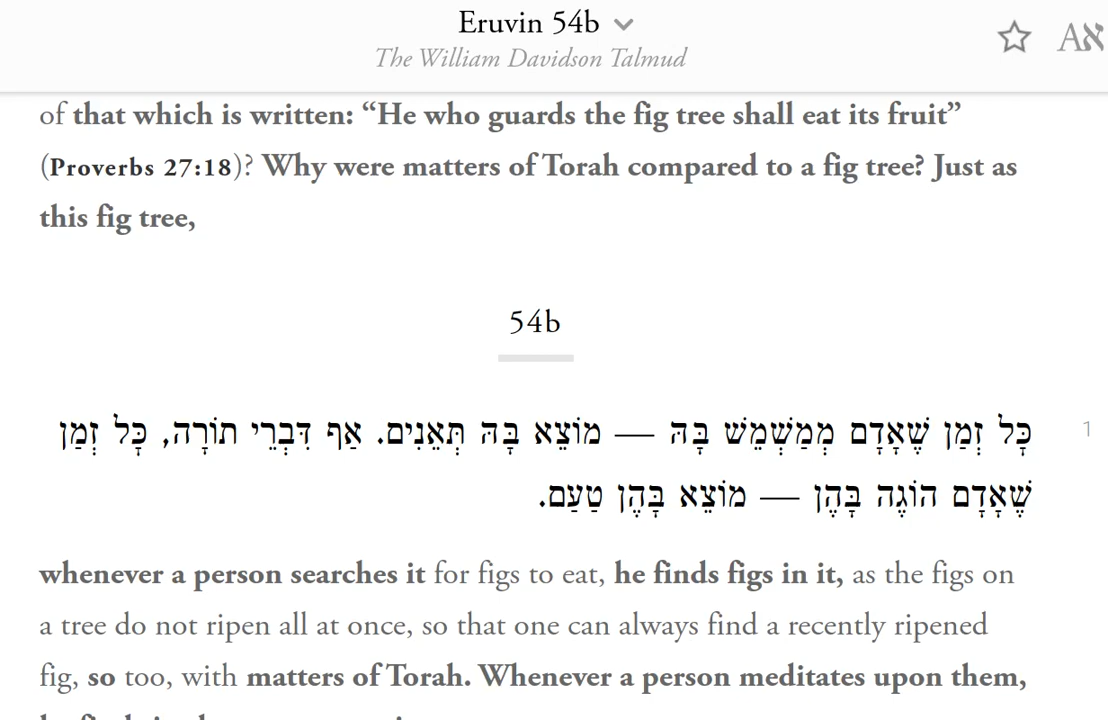 Eruvin 54b
The William Davidson Talmud
of that which is written: “He who guards the fig tree shall eat its fruit”
(Proverbs 27:18)? Why were matters of Torah compared to a fig tree? Just as
this fig tree,
54b
1
כׇּל זְמַן שֶׁאָדָם מְמַשְׁמֵשׁ בָּהּ — מוֹצֵא בָּהּ תְּאֵנִים. אַף דִּבְרֵי תוֹרָה, כׇּל זְמַן
שֶׁאָדָם הוֹגֶה בָּהֶן — מוֹצֵא בָּהֶן טַעַם.
whenever a person searches it for figs to eat, he finds figs in it, as the figs on
a tree do not ripen all at once, so that one can always find a recently ripened
fig, so too, with matters of Torah. Whenever a person meditates upon them,